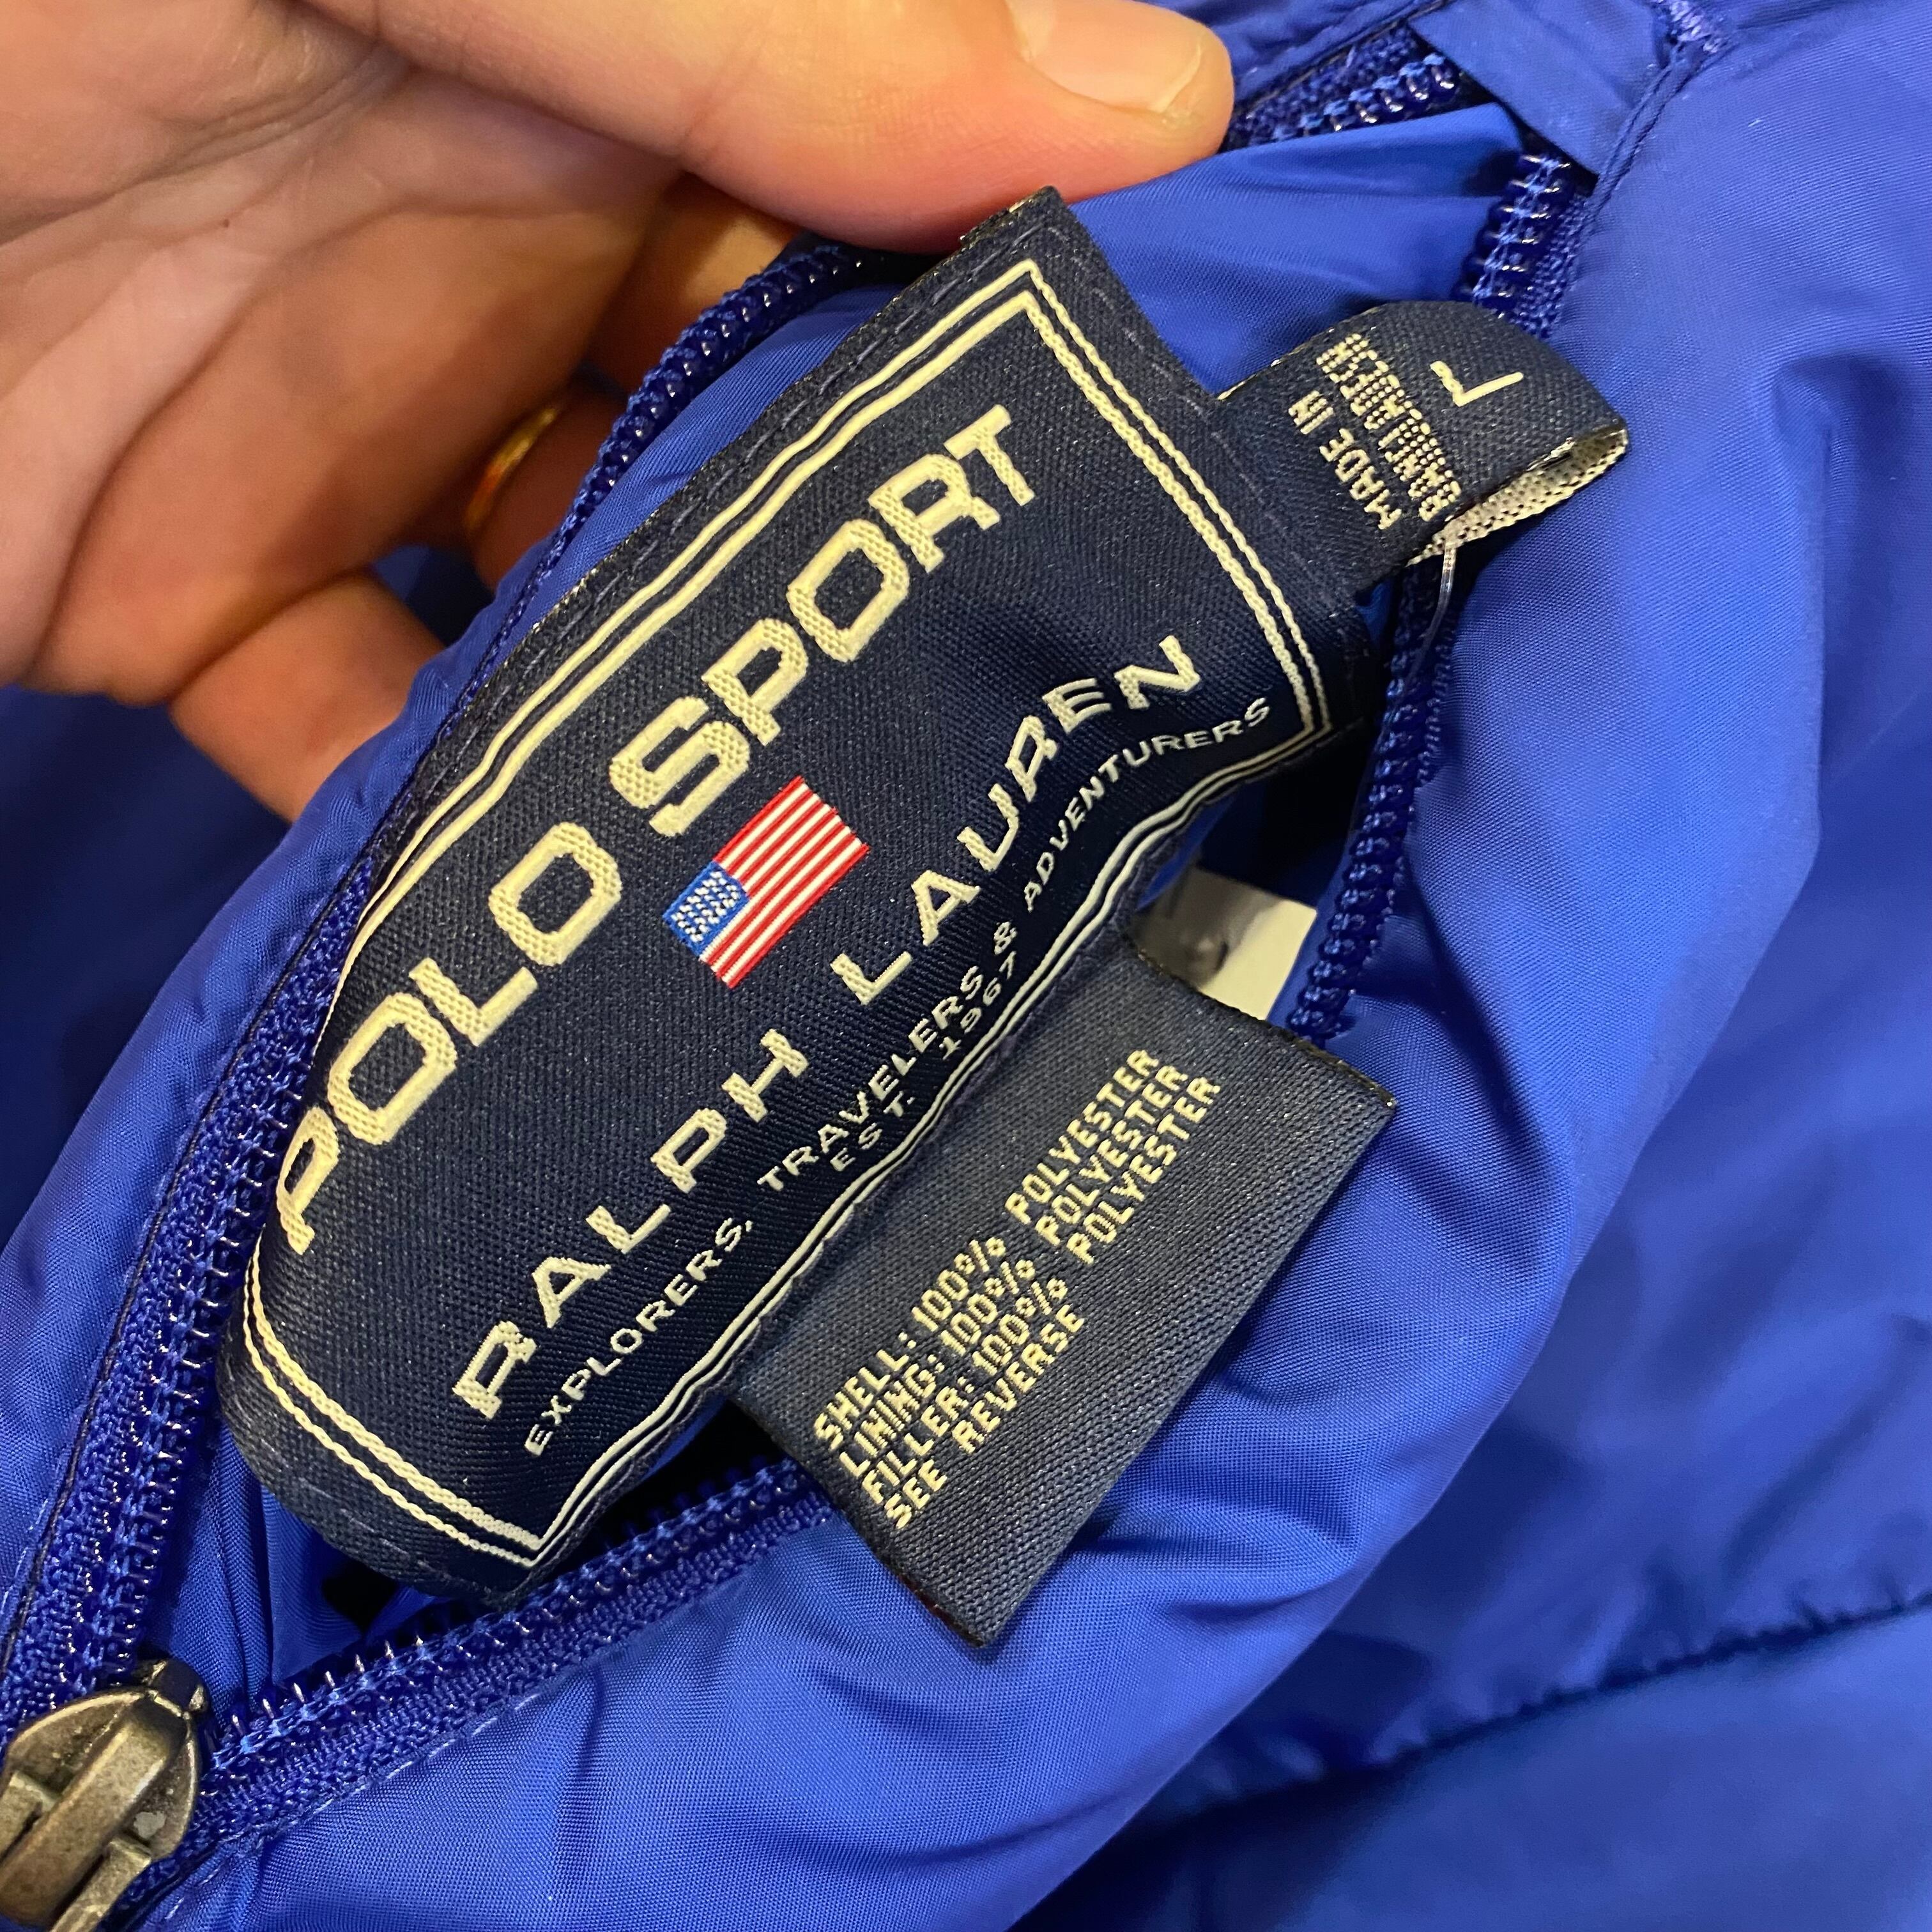 POLO SPORT
RALPH LAUREN
EXPLORERS, TRAVELERS & ADVENTURERS
EST. 1967
L
MADE IN
BANGLADESH
SHELL: 100% POLYESTER
LINING: 100% POLYESTER
FILLER: 100% POLYESTER
SEE REVERSE